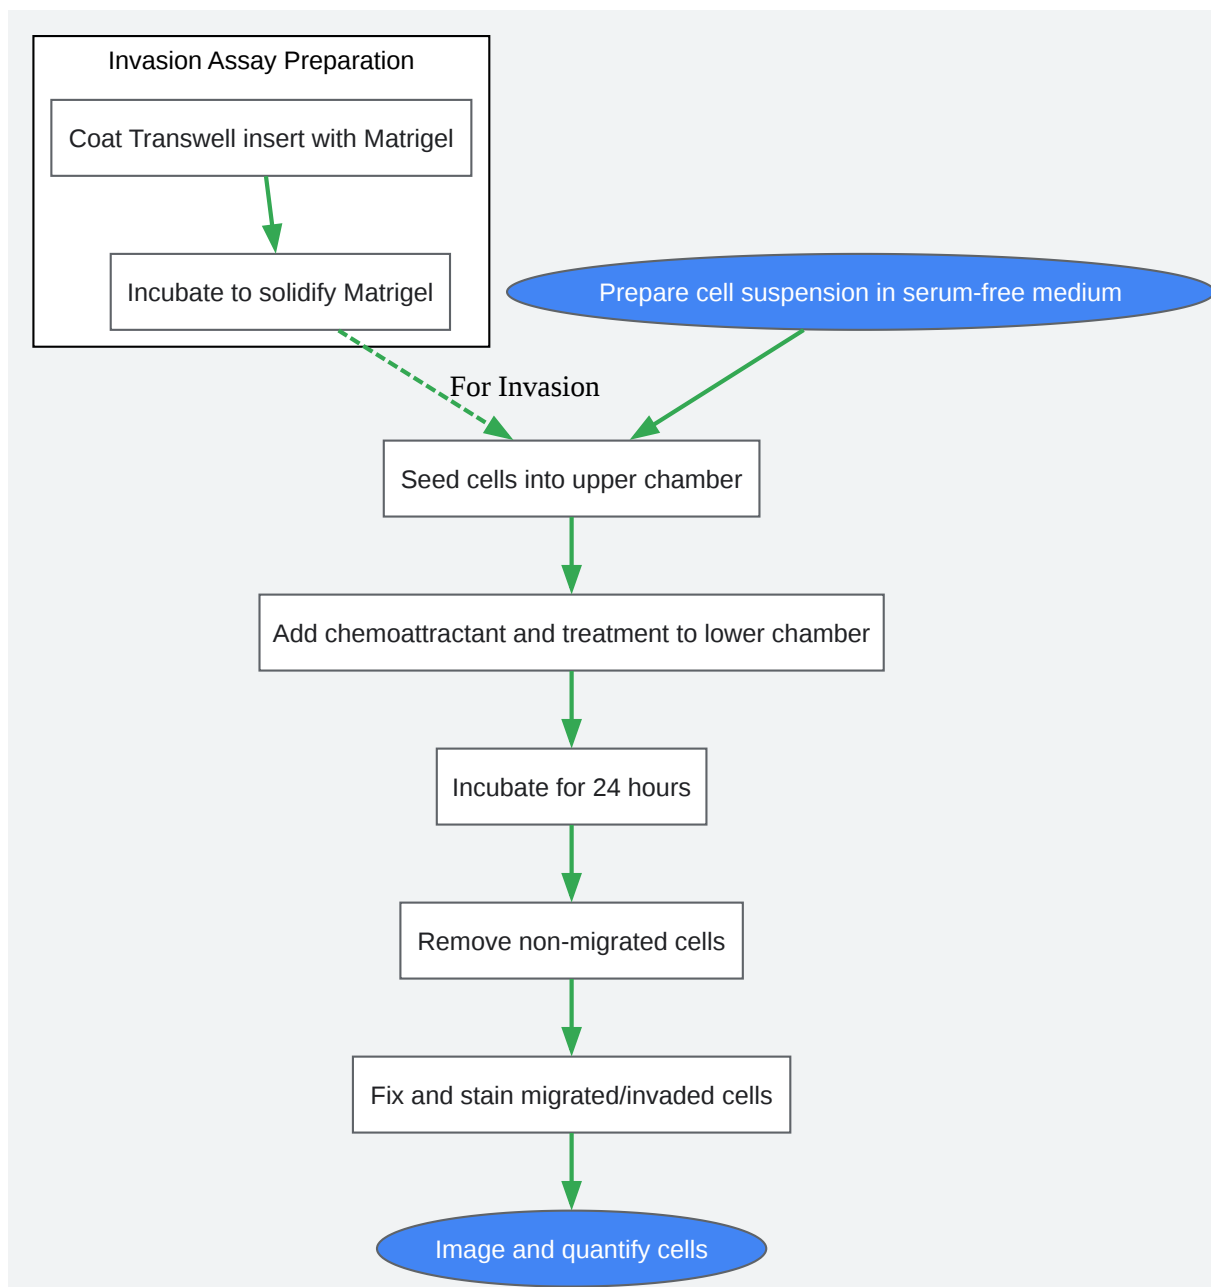 Invasion Assay Preparation
Coat Transwell insert with Matrigel
Incubate to solidify Matrigel
Prepare cell suspension in serum-free medium
For Invasion
Seed cells into upper chamber
Add chemoattractant and treatment to lower chamber
Incubate for 24 hours
Remove non-migrated cells
Fix and stain migrated/invaded cells
Image and quantify cells